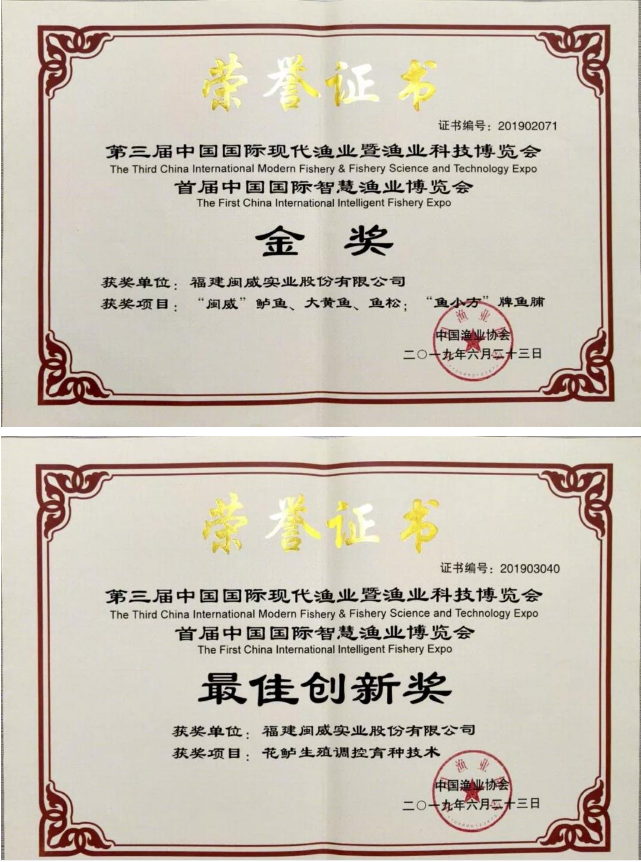 荣誉证书
证书编号：201902071
第三届中国国际现代渔业暨渔业科技博览会
The Third China International Modern Fishery & Fishery Science and Technology Expo
首届中国国际智慧渔业博览会
The First China International Intelligent Fishery Expo
金奖
获奖单位：福建闽威实业股份有限公司
获奖项目：“闽威”鲈鱼、大黄鱼、鱼松；“鱼小方”牌鱼脯
中国渔业协会
二〇一九年六月二十三日
荣誉证书
证书编号：201903040
第三届中国国际现代渔业暨渔业科技博览会
The Third China International Modern Fishery & Fishery Science and Technology Expo
首届中国国际智慧渔业博览会
The First China International Intelligent Fishery Expo
最佳创新奖
获奖单位：福建闽威实业股份有限公司
获奖项目：花鲈生殖调控育种技术
中国渔业协会
二〇一九年六月二十三日